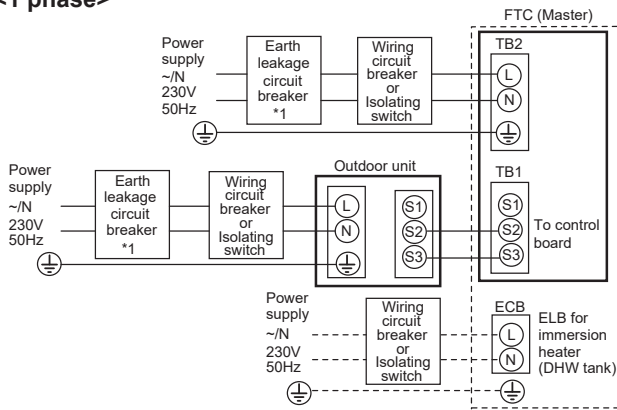 <1 phase>
FTC (Master)
Power
supply
~/N
230V
50Hz
Earth
leakage
circuit
breaker
*1
Wiring
circuit
breaker
or
Isolating
switch
TB2
L
N
Power
supply
~/N
230V
50Hz
Earth
leakage
circuit
breaker
*1
Wiring
circuit
breaker
or
Isolating
switch
Outdoor unit
L
N
S1
S2
S3
TB1
S1
S2
S3
To control
board
Power
supply
~/N
230V
50Hz
Wiring
circuit
breaker
or
Isolating
switch
ECB
L
N
ELB for
immersion
heater
(DHW tank)